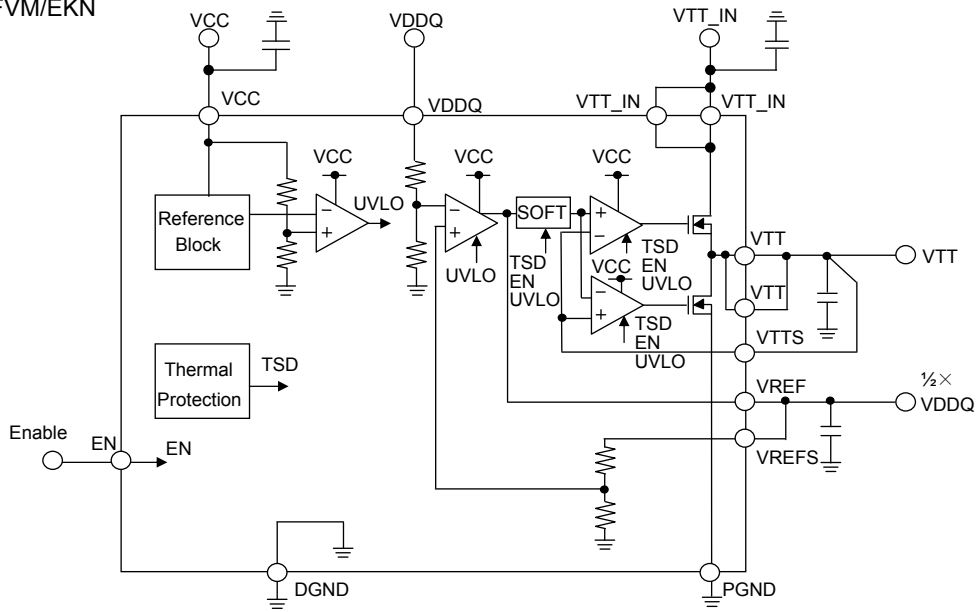 FVM/EKN
VCC
VDDQ
VTT_IN
VCC
VDDQ
VTT_IN
VTT_IN
VCC
VCC
VCC
UVLO
Reference
Block
SOFT
UVLO
TSD
EN
UVLO
TSD
EN
UVLO
VCC
TSD
EN
UVLO
VTT
VTT
VTT
VTTS
Thermal
Protection
TSD
VREF
½×
VDDQ
VREFS
Enable
EN
EN
DGND
PGND